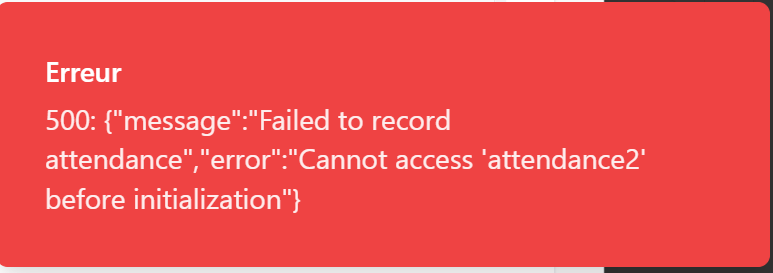 Erreur
500: {"message":"Failed to record
attendance","error":"Cannot access 'attendance2'
before initialization"}